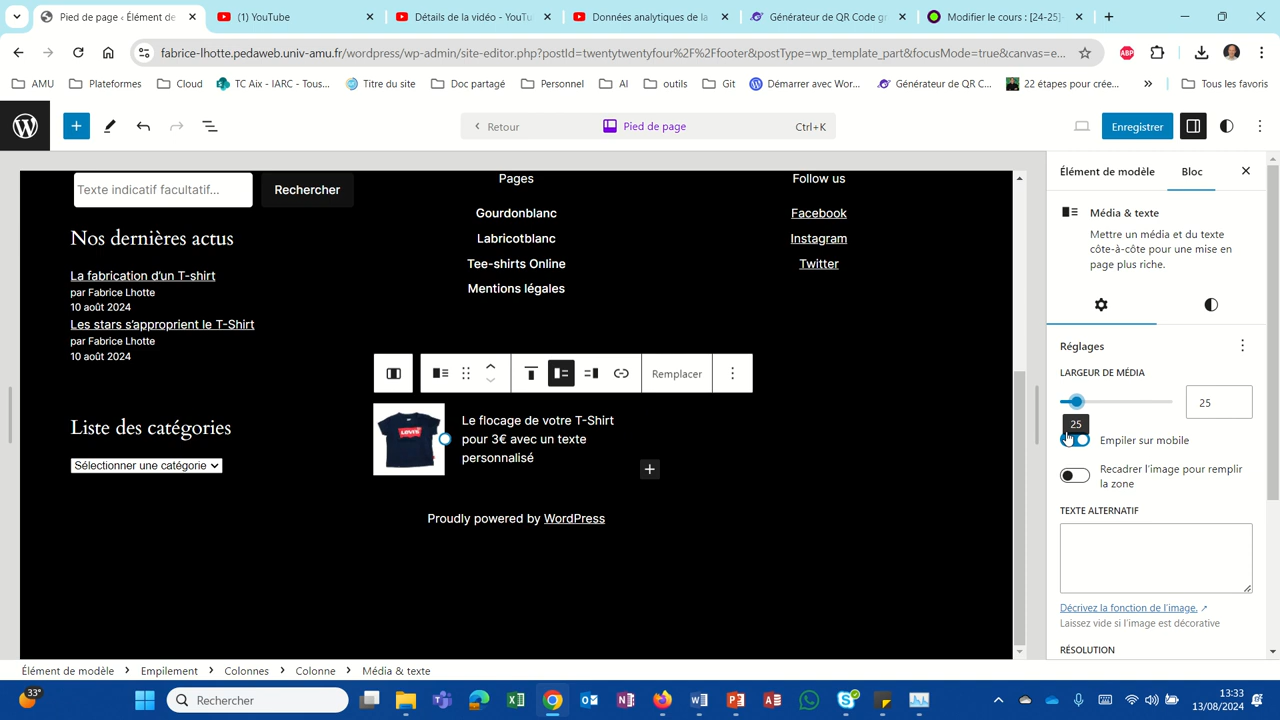 Pied de page ‹ Élément de
(1) YouTube
Détails de la vidéo - YouTu
Données analytiques de la
Générateur de QR Code gr
Modifier le cours : [24-25]
fabrice-lhotte.pedaweb.univ-amu.fr/wordpress/wp-admin/site-editor.php?postId=twentytwentyfour%2F%2Ffooter&postType=wp_template_part&focusMode=true&canvas=e...
ABP
AMU
Plateformes
Cloud
TC Aix - IARC - Tous...
Titre du site
Doc partagé
Personnel
AI
outils
Git
Démarrer avec Wor...
Générateur de QR C...
22 étapes pour crée...
»
Tous les favoris
Retour
Pied de page
Ctrl+K
Enregistrer
Texte indicatif facultatif...
Rechercher
Nos dernières actus
La fabrication d'un T-shirt
par Fabrice Lhotte
10 août 2024
Les stars s'approprient le T-Shirt
par Fabrice Lhotte
10 août 2024
Liste des catégories
Sélectionner une catégorie
Pages
Gourdonblanc
Labricotblanc
Tee-shirts Online
Mentions légales
Follow us
Facebook
Instagram
Twitter
Remplacer
Levi's
Le flocage de votre T-Shirt
pour 3€ avec un texte
personnalisé
Proudly powered by WordPress
Élément de modèle
Bloc
Média & texte
Mettre un média et du texte
côte-à-côte pour une mise en
page plus riche.
Réglages
LARGEUR DE MÉDIA
25
25
Empiler sur mobile
Recadrer l'image pour remplir
la zone
TEXTE ALTERNATIF
Décrivez la fonction de l'image. ↗
Laissez vide si l'image est décorative
RÉSOLUTION
Élément de modèle > Empilement > Colonnes > Colonne > Média & texte
33°
Rechercher
13:33
13/08/2024